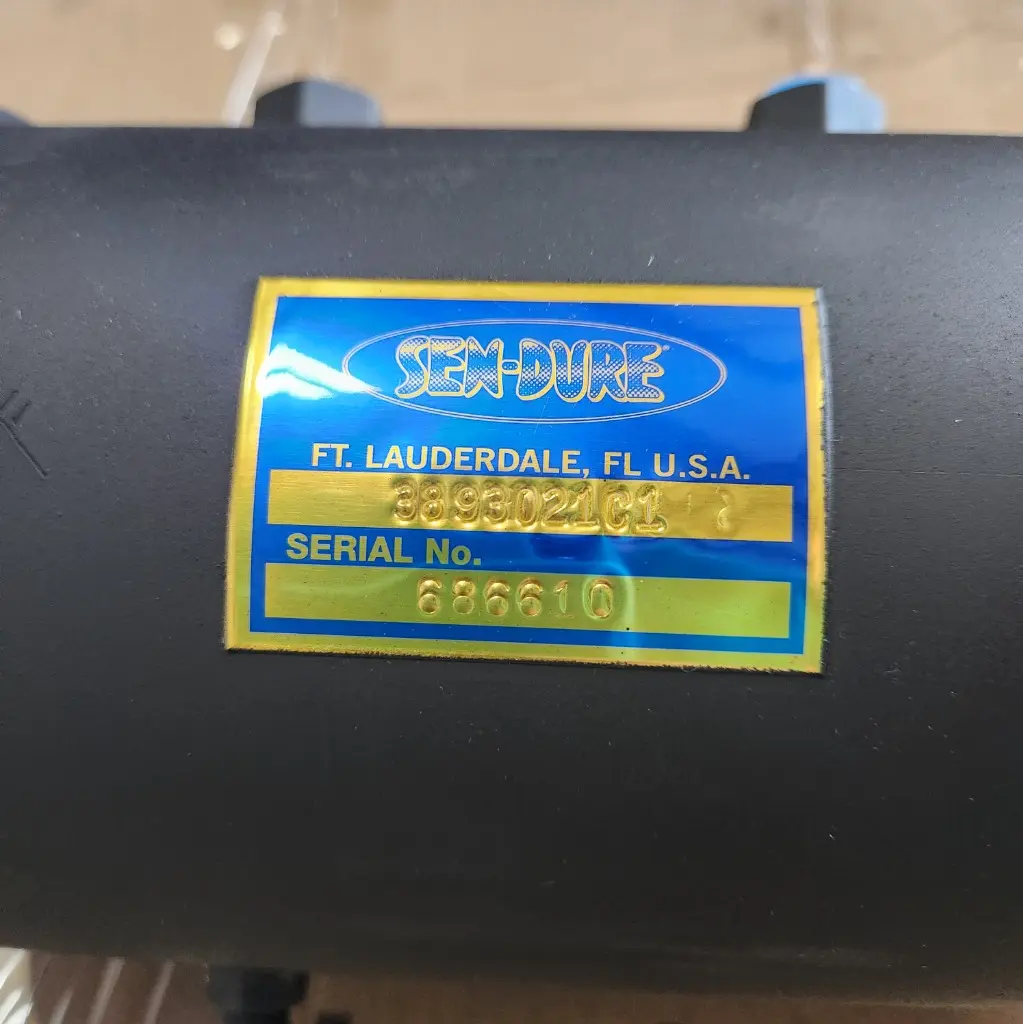 SEN-DURE
FT. LAUDERDALE, FL U.S.A.
3893021C1
SERIAL No.
686610